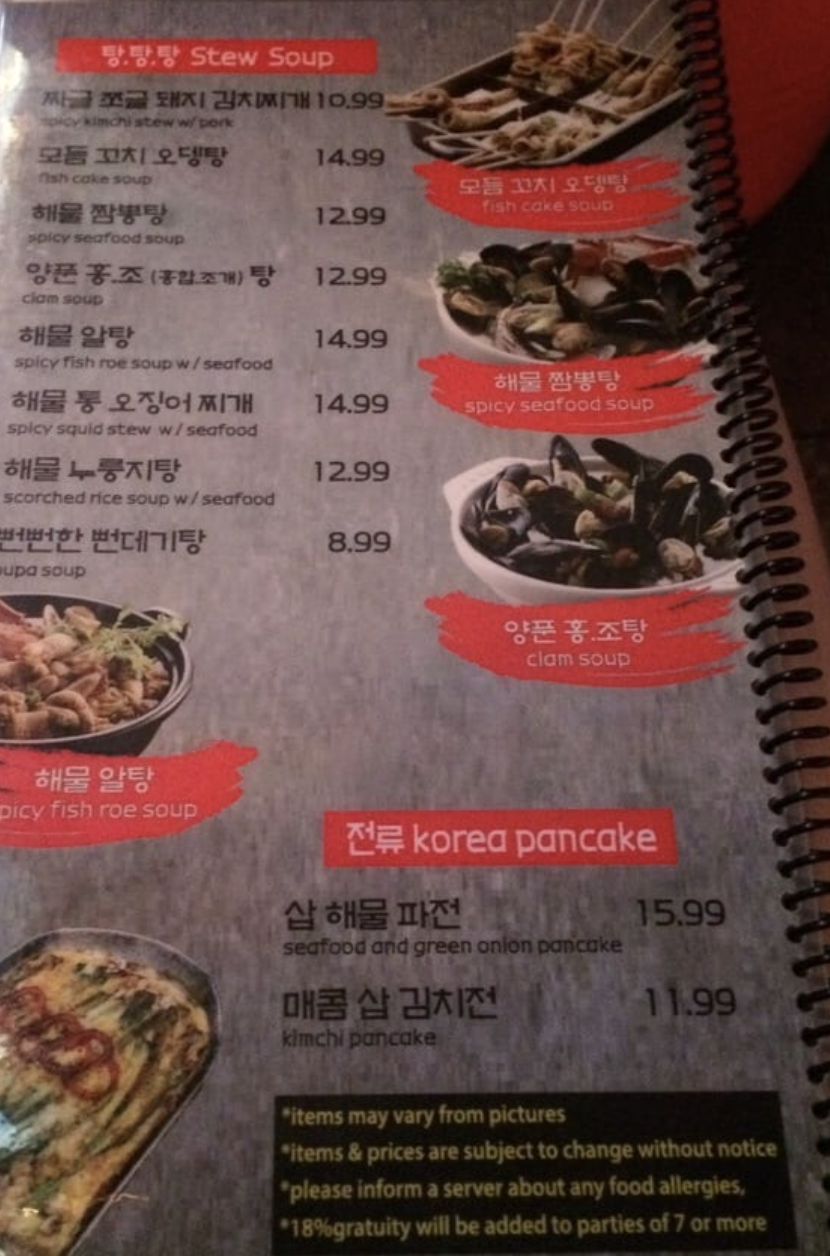 탕.탕.탕 Stew Soup
짜글 쪼글 돼지 김치찌개 10.99
spicy kimchi stew w/ pork
모듬 꼬치 오뎅탕 14.99
fish cake soup
해물 짬뽕탕 12.99
spicy seafood soup
양푼 홍.조 (홍합.조개) 탕 12.99
clam soup
해물 알탕 14.99
spicy fish roe soup w/ seafood
해물 통 오징어 찌개 14.99
spicy squid stew w/ seafood
해물 누룽지탕 12.99
scorched rice soup w/ seafood
뻔뻔한 뻔데기탕 8.99
upa soup
모듬 꼬치 오뎅탕
fish cake soup
해물 짬뽕탕
spicy seafood soup
양푼 홍.조탕
clam soup
해물 알탕
picy fish roe soup
전류 korea pancake
삽 해물 파전 15.99
seafood and green onion pancake
매콤 삽 김치전 11.99
kimchi pancake
*items may vary from pictures
*items & prices are subject to change without notice
*please inform a server about any food allergies,
*18%gratuity will be added to parties of 7 or more